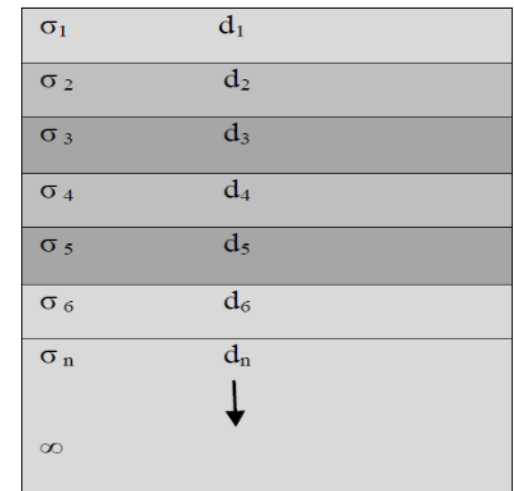 σ₁ d₁
σ ₂ d₂
σ ₃ d₃
σ ₄ d₄
σ ₅ d₅
σ ₆ d₆
σ ₙ dₙ
∞